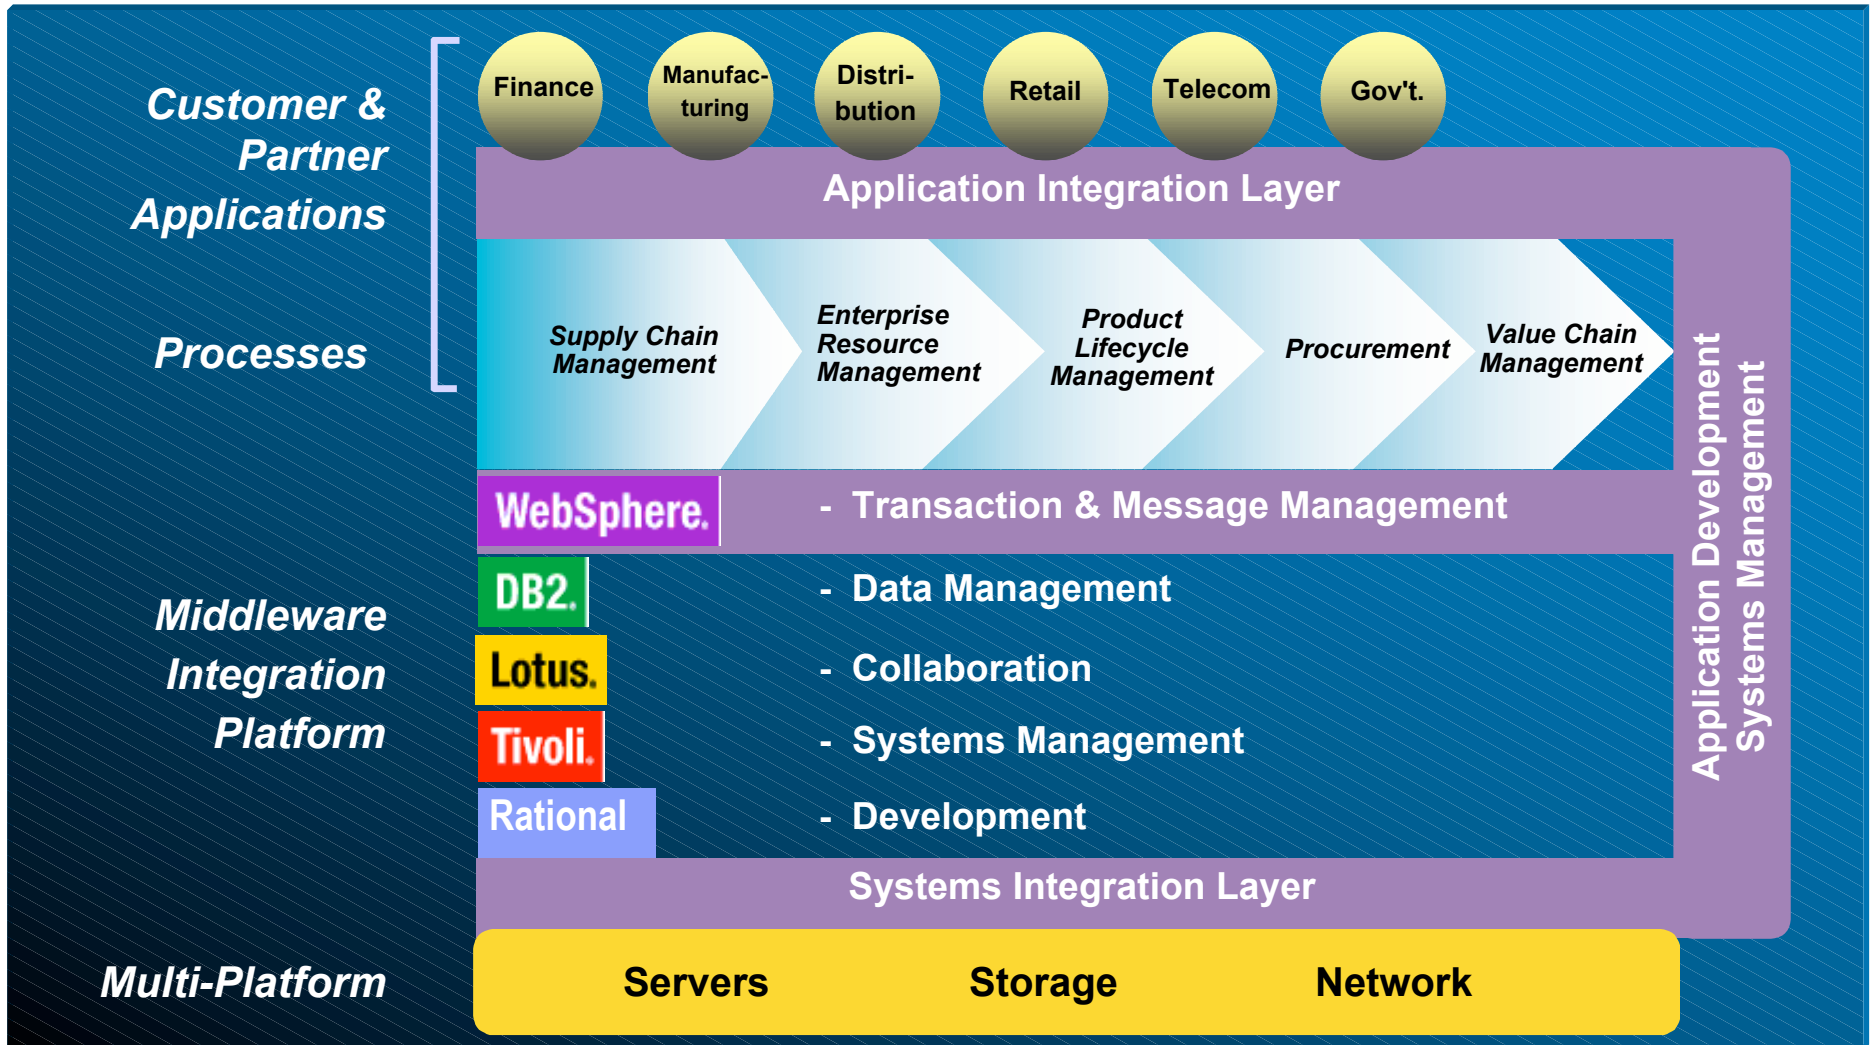 Customer &
Partner
Applications
Finance
Manufac-
turing
Distri-
bution
Retail
Telecom
Gov't.
Application Integration Layer
Processes
Supply Chain
Management
Enterprise
Resource
Management
Product
Lifecycle
Management
Procurement
Value Chain
Management
Application Development
Systems Management
Middleware
Integration
Platform
WebSphere.
- Transaction & Message Management
DB2.
- Data Management
Lotus.
- Collaboration
Tivoli.
- Systems Management
Rational
- Development
Systems Integration Layer
Multi-Platform
Servers
Storage
Network